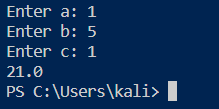 Enter a: 1
Enter b: 5
Enter c: 1
21.0
PS C:\Users\kali>